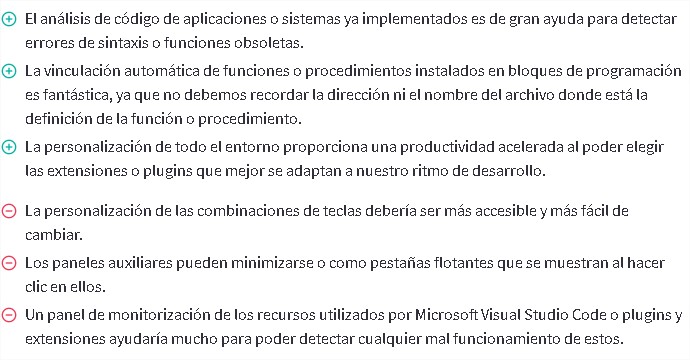 El análisis de código de aplicaciones o sistemas ya implementados es de gran ayuda para detectar
errores de sintaxis o funciones obsoletas.
La vinculación automática de funciones o procedimientos instalados en bloques de programación
es fantástica, ya que no debemos recordar la dirección ni el nombre del archivo donde está la
definición de la función o procedimiento.
La personalización de todo el entorno proporciona una productividad acelerada al poder elegir
las extensiones o plugins que mejor se adaptan a nuestro ritmo de desarrollo.
La personalización de las combinaciones de teclas debería ser más accesible y más fácil de
cambiar.
Los paneles auxiliares pueden minimizarse o como pestañas flotantes que se muestran al hacer
clic en ellos.
Un panel de monitorización de los recursos utilizados por Microsoft Visual Studio Code o plugins y
extensiones ayudaría mucho para poder detectar cualquier mal funcionamiento de estos.